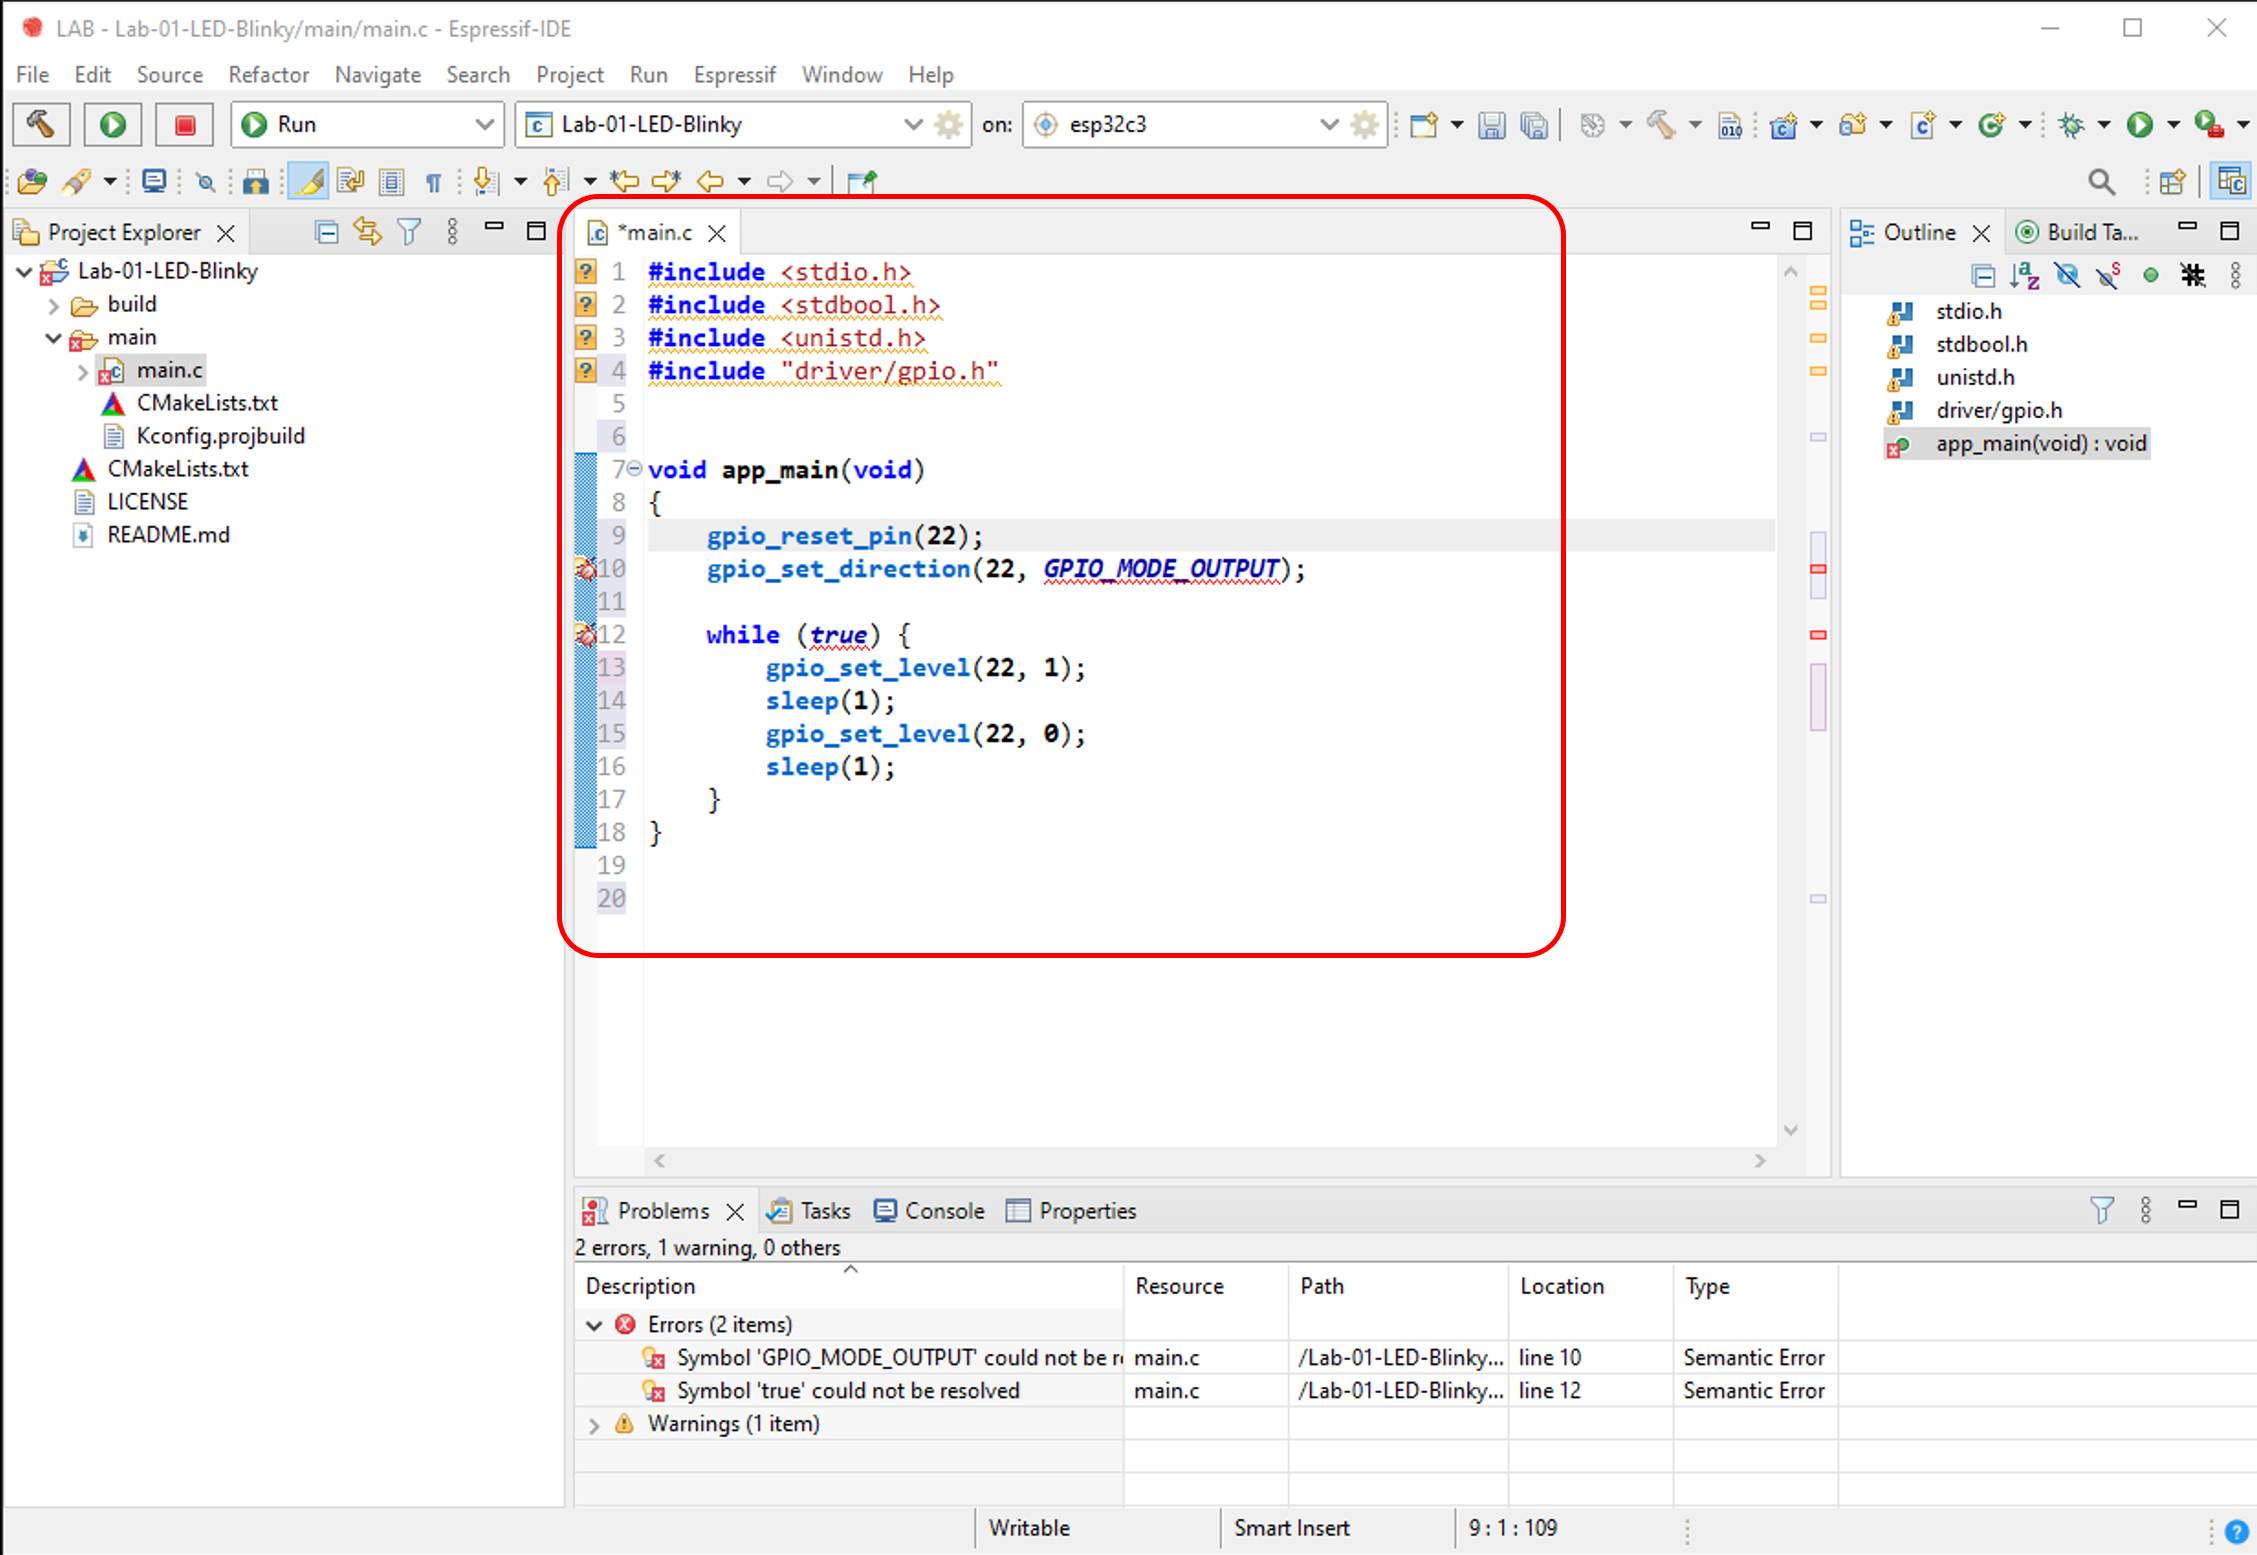 LAB - Lab-01-LED-Blinky/main/main.c - Espressif-IDE
File Edit Source Refactor Navigate Search Project Run Espressif Window Help
Run Lab-01-LED-Blinky on: esp32c3
Project Explorer
Lab-01-LED-Blinky
build
main
main.c
CMakeLists.txt
Kconfig.projbuild
CMakeLists.txt
LICENSE
README.md
*main.c
1 #include <stdio.h>
2 #include <stdbool.h>
3 #include <unistd.h>
4 #include "driver/gpio.h"
5
6
7 void app_main(void)
8 {
9 gpio_reset_pin(22);
10 gpio_set_direction(22, GPIO_MODE_OUTPUT);
11
12 while (true) {
13 gpio_set_level(22, 1);
14 sleep(1);
15 gpio_set_level(22, 0);
16 sleep(1);
17 }
18 }
19
20
Outline Build Ta...
stdio.h
stdbool.h
unistd.h
driver/gpio.h
app_main(void) : void
Problems Tasks Console Properties
2 errors, 1 warning, 0 others
Description Resource Path Location Type
Errors (2 items)
Symbol 'GPIO_MODE_OUTPUT' could not be main.c /Lab-01-LED-Blinky... line 10 Semantic Error
Symbol 'true' could not be resolved main.c /Lab-01-LED-Blinky... line 12 Semantic Error
Warnings (1 item)
Writable Smart Insert 9 : 1 : 109